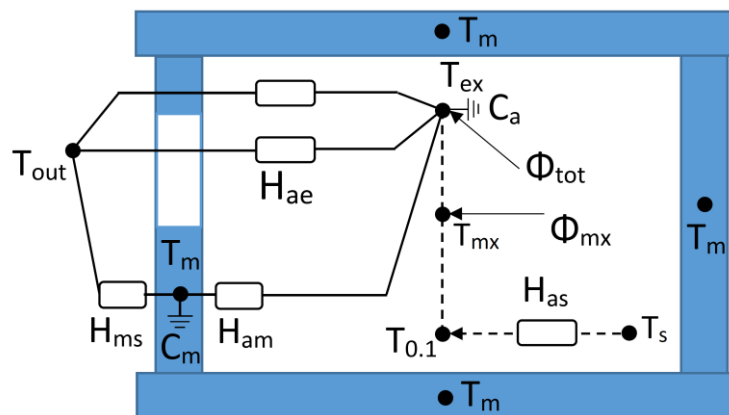 T_m
T_ex
C_a
T_out
H_ae
Φ_tot
T_m
T_mx
Φ_mx
T_m
H_as
H_ms
C_m
H_am
T_0.1
T_s
T_m